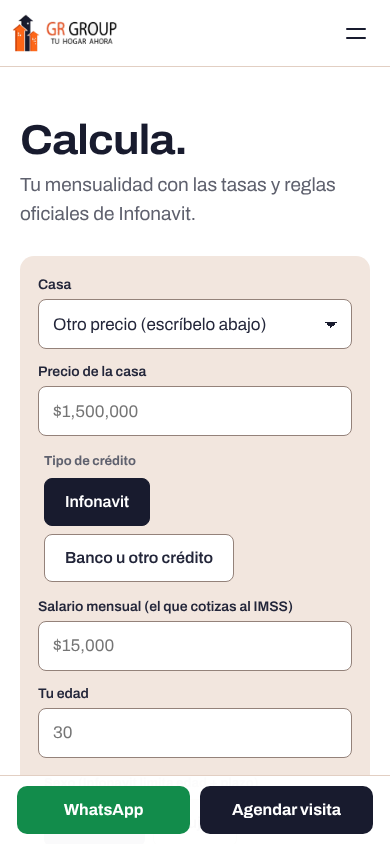 GR GROUP
TU HOGAR AHORA
Calcula.
Tu mensualidad con las tasas y reglas
oficiales de Infonavit.
Casa
Otro precio (escríbelo abajo)
Precio de la casa
$1,500,000
Tipo de crédito
Infonavit
Banco u otro crédito
Salario mensual (el que cotizas al IMSS)
$15,000
Tu edad
30
WhatsApp
Agendar visita